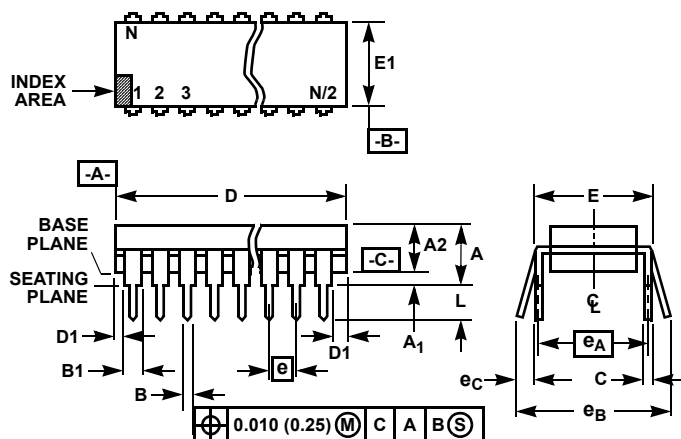 N
INDEX
AREA
1 2 3 N/2
E1
-B-
-A-
D
E
BASE
PLANE
A2
A
-C-
SEATING
PLANE
L
D1
B1
A1
D1
e
B
℄
eA
eC
C
eB
0.010 (0.25) M C A B S